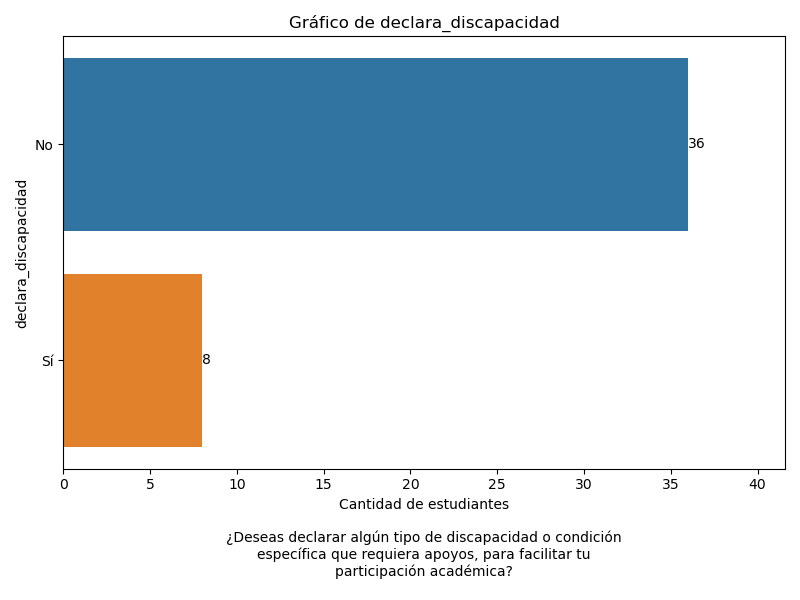 Gráfico de declara_discapacidad
declara_discapacidad
No
36
Sí
8
0 5 10 15 20 25 30 35 40
Cantidad de estudiantes
¿Deseas declarar algún tipo de discapacidad o condición
específica que requiera apoyos, para facilitar tu
participación académica?